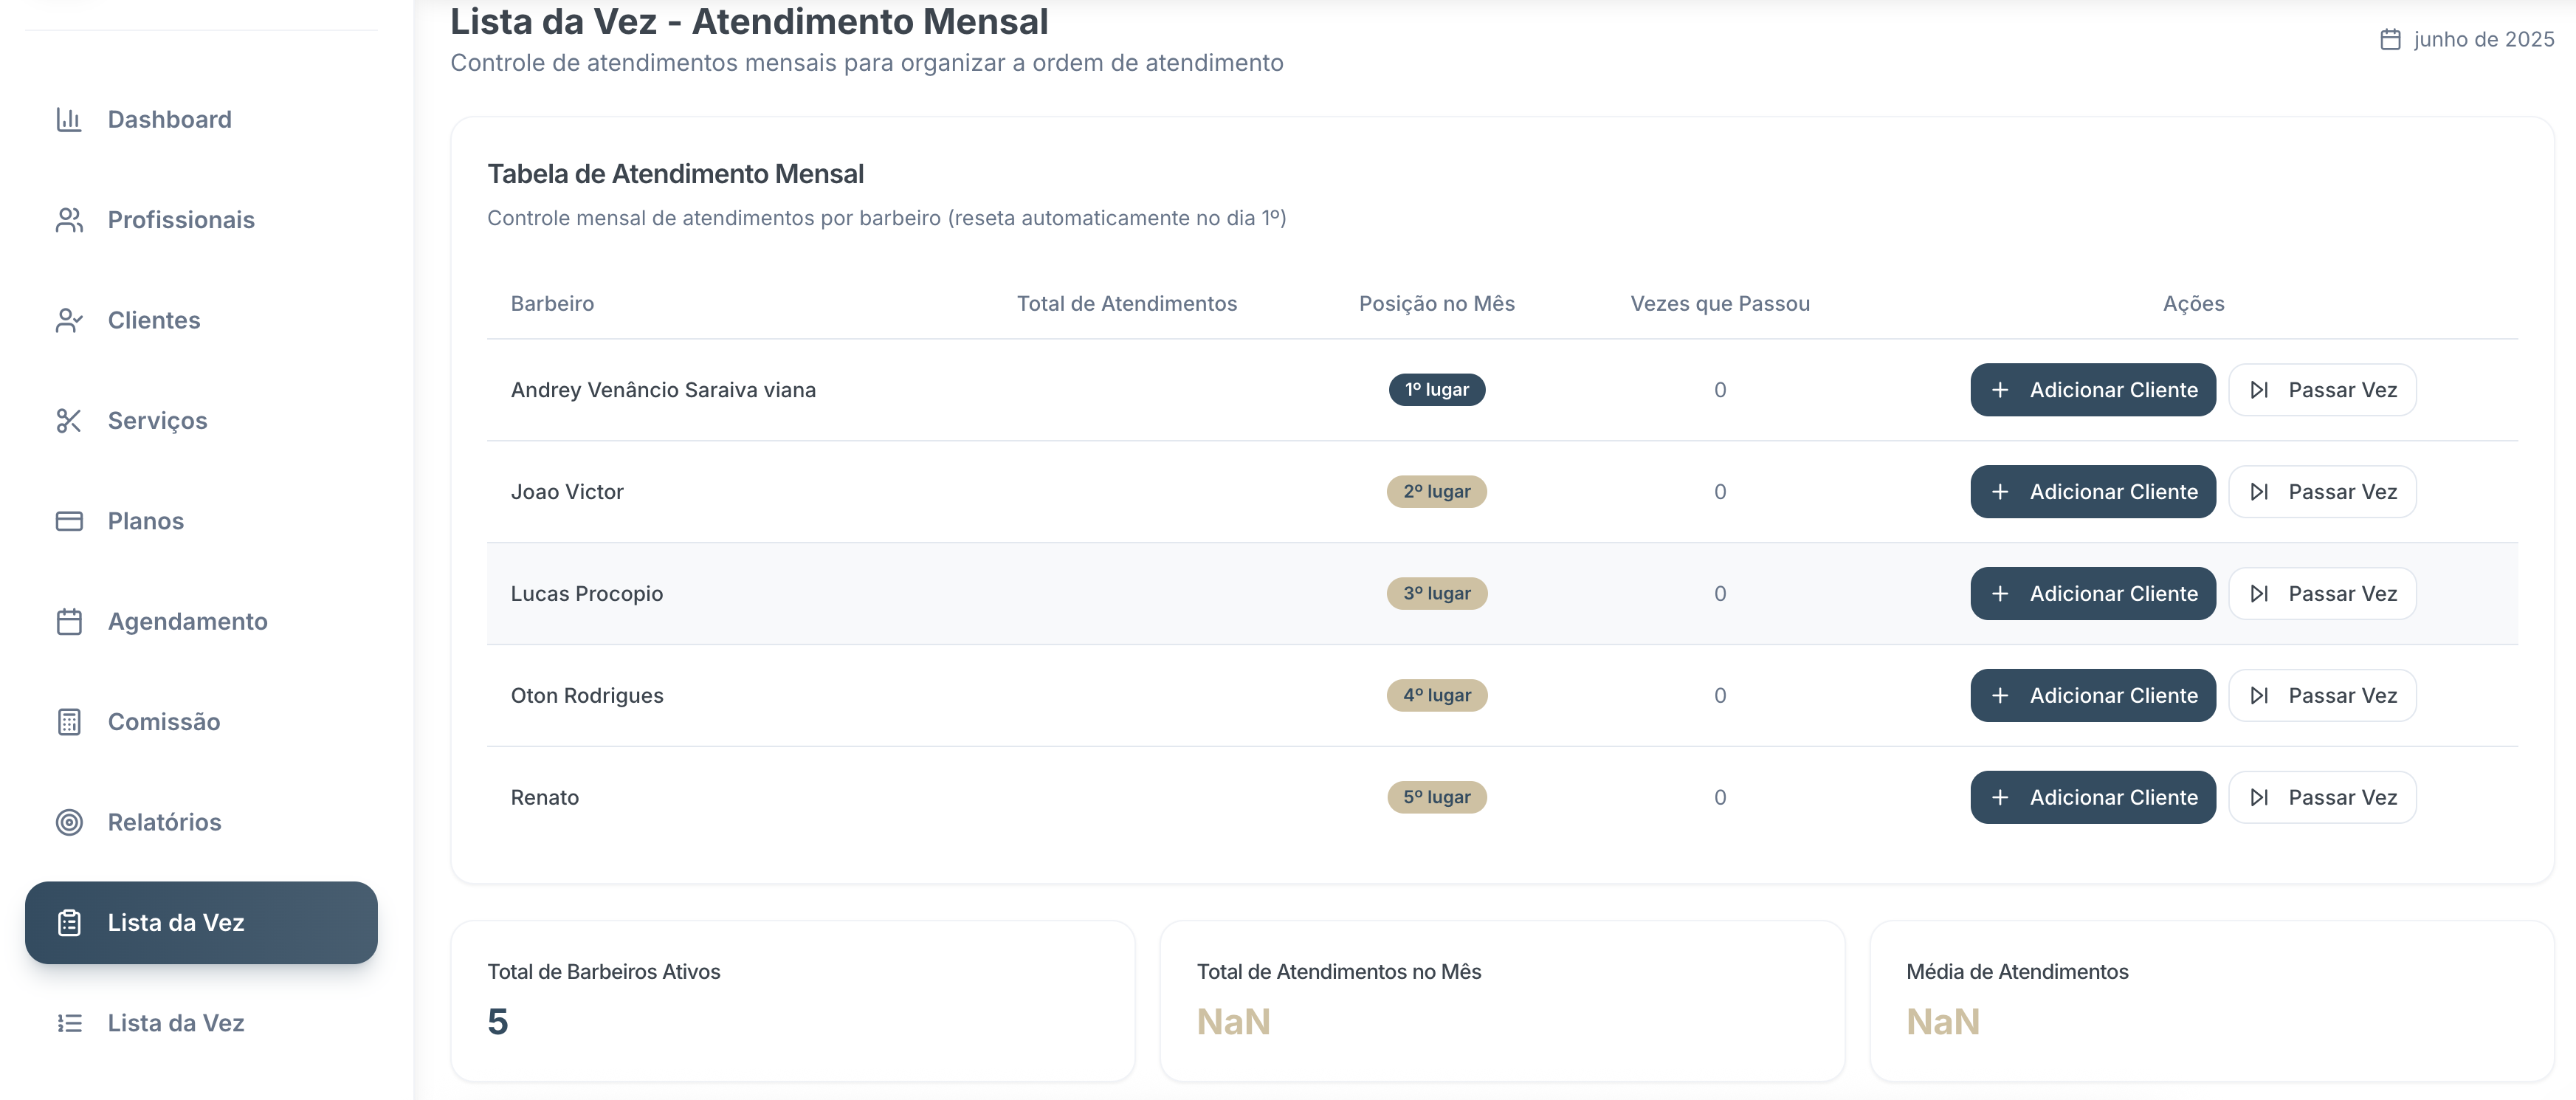 Lista da Vez - Atendimento Mensal
Controle de atendimentos mensais para organizar a ordem de atendimento
junho de 2025
Dashboard
Profissionais
Clientes
Serviços
Planos
Agendamento
Comissão
Relatórios
Lista da Vez
Lista da Vez
Tabela de Atendimento Mensal
Controle mensal de atendimentos por barbeiro (reseta automaticamente no dia 1º)
Barbeiro Total de Atendimentos Posição no Mês Vezes que Passou Ações
Andrey Venâncio Saraiva viana 1º lugar 0 Adicionar Cliente Passar Vez
Joao Victor 2º lugar 0 Adicionar Cliente Passar Vez
Lucas Procopio 3º lugar 0 Adicionar Cliente Passar Vez
Oton Rodrigues 4º lugar 0 Adicionar Cliente Passar Vez
Renato 5º lugar 0 Adicionar Cliente Passar Vez
Total de Barbeiros Ativos
5
Total de Atendimentos no Mês
NaN
Média de Atendimentos
NaN